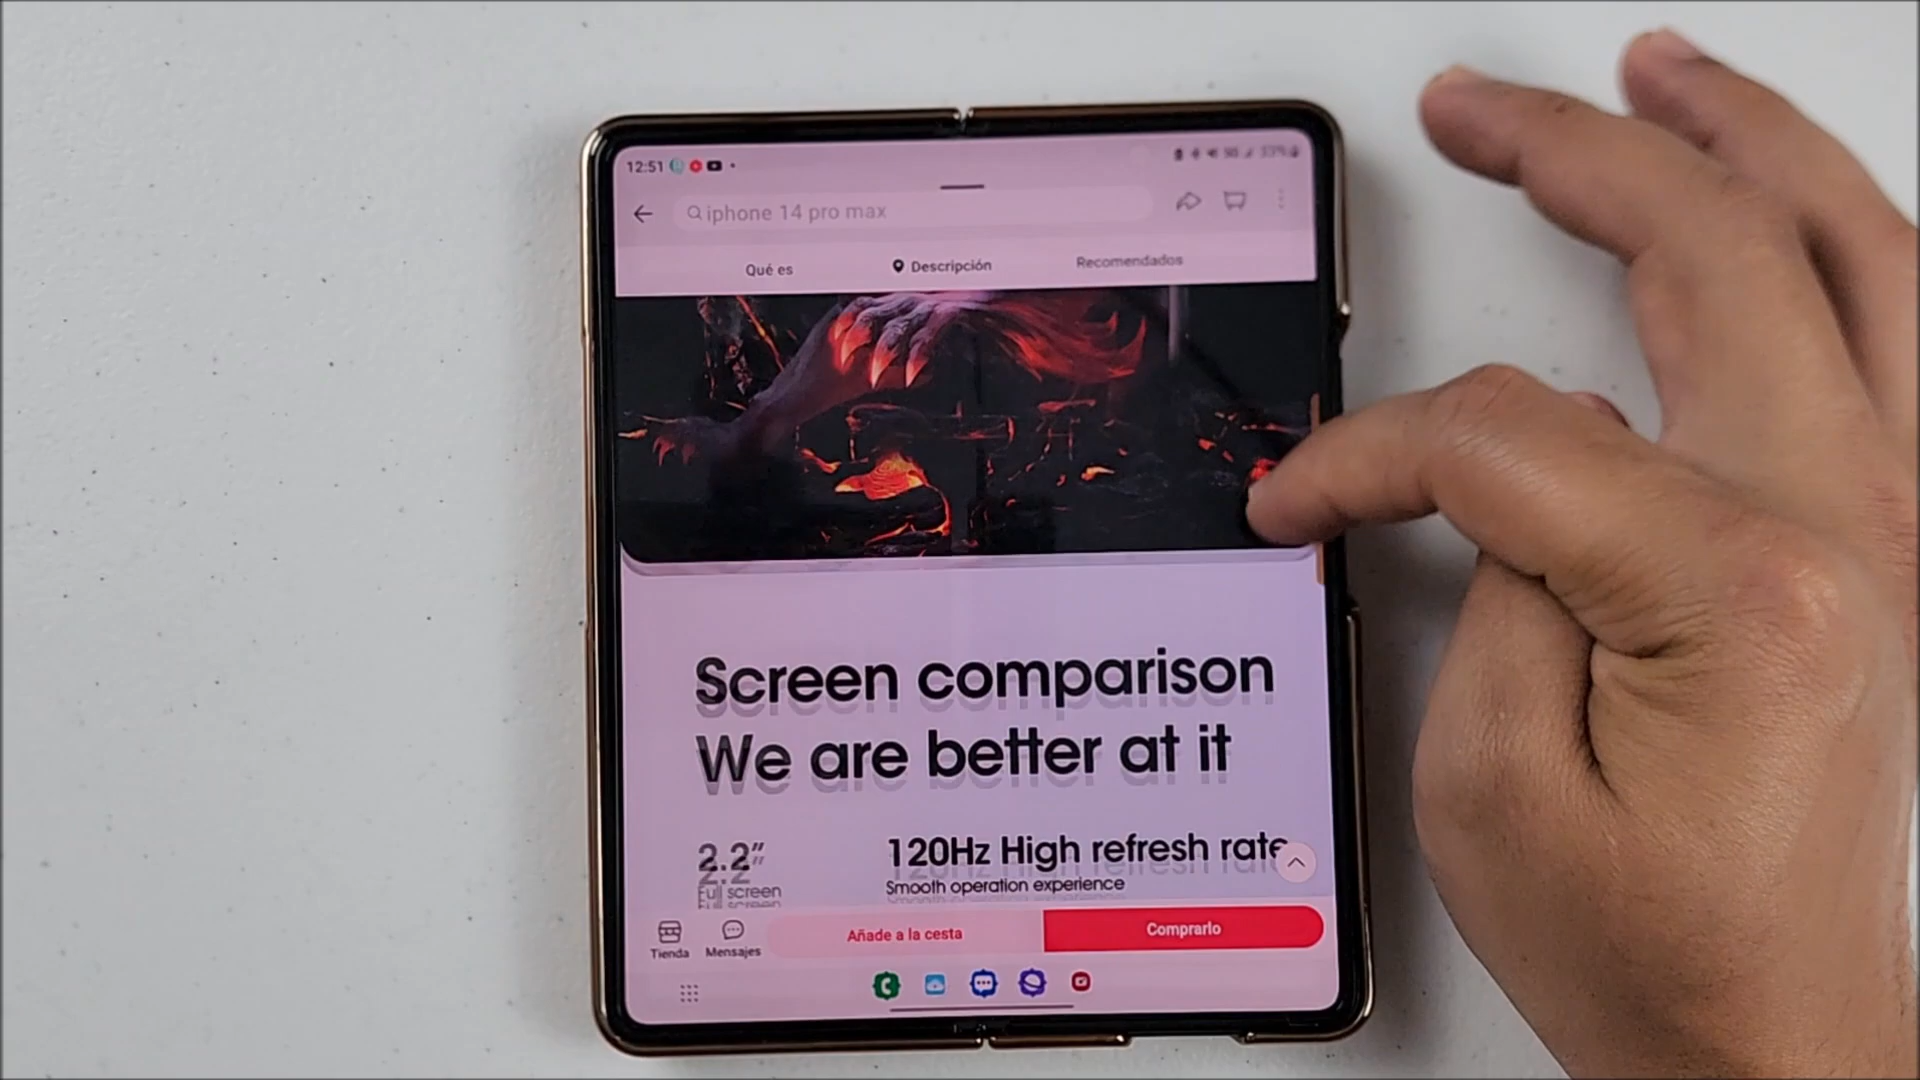 12:51
33%
iphone 14 pro max
Qué es
Descripción
Recomendados
Screen comparison
We are better at it
2.2"
Full screen
120Hz High refresh rate
Smooth operation experience
Tienda
Mensajes
Añade a la cesta
Comprarlo